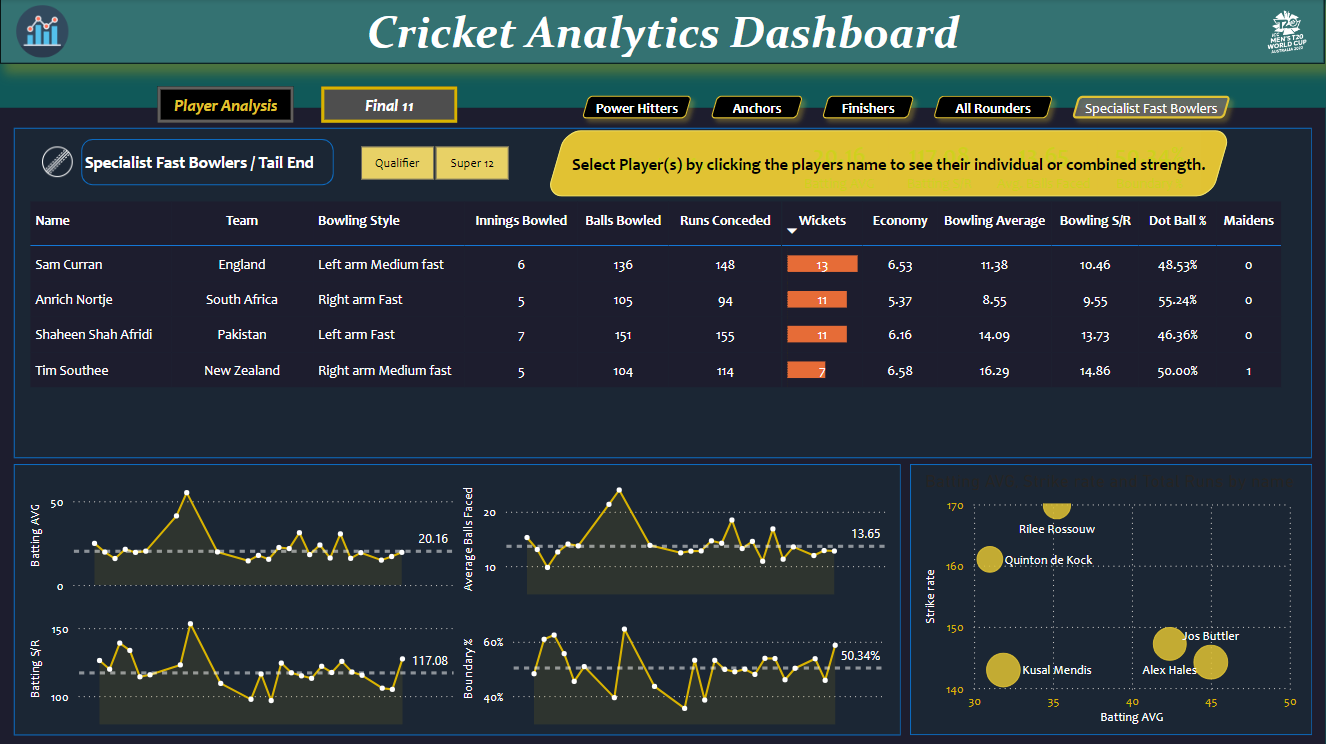 Cricket Analytics Dashboard
ICC
MEN'S T20
WORLD CUP
AUSTRALIA 2022
Player Analysis
Final 11
Power Hitters
Anchors
Finishers
All Rounders
Specialist Fast Bowlers
Specialist Fast Bowlers / Tail End
Qualifier
Super 12
Select Player(s) by clicking the players name to see their individual or combined strength.
Name Team Bowling Style Innings Bowled Balls Bowled Runs Conceded Wickets Economy Bowling Average Bowling S/R Dot Ball % Maidens
Sam Curran England Left arm Medium fast 6 136 148 13 6.53 11.38 10.46 48.53% 0
Anrich Nortje South Africa Right arm Fast 5 105 94 11 5.37 8.55 9.55 55.24% 0
Shaheen Shah Afridi Pakistan Left arm Fast 7 151 155 11 6.16 14.09 13.73 46.36% 0
Tim Southee New Zealand Right arm Medium fast 5 104 114 7 6.58 16.29 14.86 50.00% 1
Batting AVG
50
0
20.16
Average Balls Faced
20
10
13.65
Batting S/R
150
100
117.08
Boundary %
60%
40%
50.34%
Strike rate
170
160
150
140
Rilee Rossouw
Quinton de Kock
Jos Buttler
Alex Hales
Kusal Mendis
30 35 40 45 50
Batting AVG